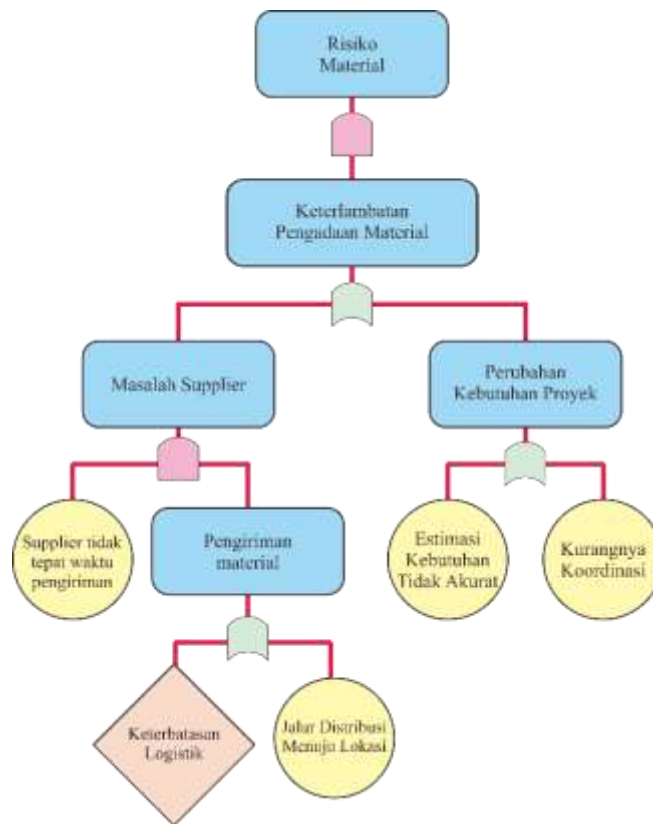 Risiko
Material
Keterlambatan
Pengadaan Material
Masalah Supplier
Perubahan
Kebutuhan Proyek
Supplier tidak
tepat waktu
pengiriman
Pengiriman
material
Estimasi
Kebutuhan
Tidak Akurat
Kurangnya
Koordinasi
Keterbatasan
Logistik
Jalur Distribusi
Menuju Lokasi